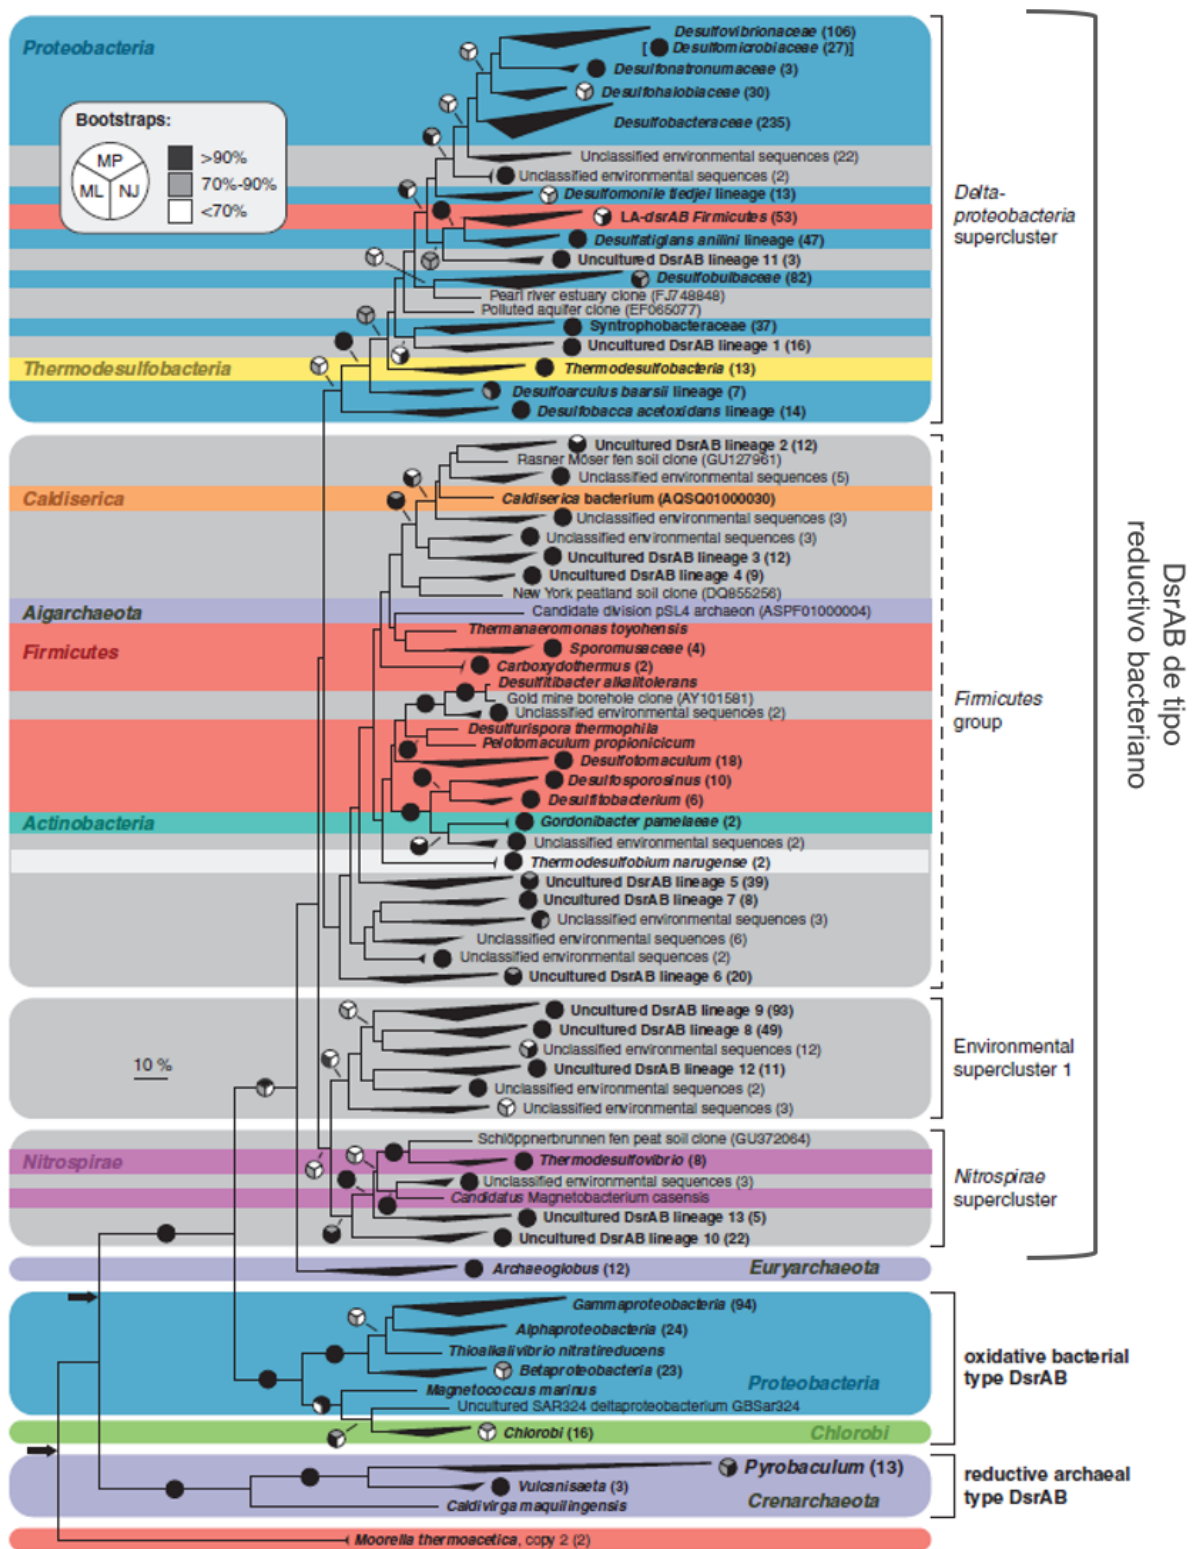 Proteobacteria
Desulfovibrionaceae (106)
[ Desulfomicrobiaceae (27)]
Desulfonatronumaceae (3)
Desulfohalobiaceae (30)
Bootstraps:
MP
ML NJ
>90%
70%-90%
<70%
Desulfobacteraceae (235)
Unclassified environmental sequences (22)
Unclassified environmental sequences (2)
Desulfomonile tiedjei lineage (13)
LA-dsrAB Firmicutes (53)
Desulfatiglans anilini lineage (47)
Uncultured DsrAB lineage 11 (3)
Desulfobulbaceae (82)
Pearl river estuary clone (FJ748848)
Polluted aquifer clone (EF065077)
Syntrophobacteraceae (37)
Uncultured DsrAB lineage 1 (16)
Thermodesulfobacteria
Thermodesulfobacteria (13)
Desulfoarculus baarsii lineage (7)
Desulfobacca acetoxidans lineage (14)
Delta-
proteobacteria
supercluster
Uncultured DsrAB lineage 2 (12)
Rasner Möser fen soil clone (GU127961)
Unclassified environmental sequences (5)
Caldiserica
Caldiserica bacterium (AQSQ01000030)
Unclassified environmental sequences (3)
Unclassified environmental sequences (3)
Uncultured DsrAB lineage 3 (12)
Uncultured DsrAB lineage 4 (9)
New York peatland soil clone (DQ855256)
Aigarchaeota
Candidate division pSL4 archaeon (ASPF01000004)
Firmicutes
Thermanaeromonas toyohensis
Sporomusaceae (4)
Carboxydothermus (2)
Desulfitibacter alkalitolerans
Gold mine borehole clone (AY101581)
Unclassified environmental sequences (2)
Desulfurispora thermophila
Pelotomaculum propionicicum
Desulfotomaculum (18)
Desulfosporosinus (10)
Desulfitobacterium (6)
Actinobacteria
Gordonibacter pamelaeae (2)
Unclassified environmental sequences (2)
Thermodesulfobium narugense (2)
Uncultured DsrAB lineage 5 (39)
Uncultured DsrAB lineage 7 (8)
Unclassified environmental sequences (3)
Unclassified environmental sequences (6)
Unclassified environmental sequences (2)
Uncultured DsrAB lineage 6 (20)
Firmicutes
group
DsrAB de tipo
reductivo bacteriano
10 %
Uncultured DsrAB lineage 9 (93)
Uncultured DsrAB lineage 8 (49)
Unclassified environmental sequences (12)
Uncultured DsrAB lineage 12 (11)
Unclassified environmental sequences (2)
Unclassified environmental sequences (3)
Environmental
supercluster 1
Nitrospirae
Schlöppnerbrunnen fen peat soil clone (GU372064)
Thermodesulfovibrio (8)
Unclassified environmental sequences (3)
Candidatus Magnetobacterium casensis
Uncultured DsrAB lineage 13 (5)
Uncultured DsrAB lineage 10 (22)
Nitrospirae
supercluster
Archaeoglobus (12)
Euryarchaeota
Gammaproteobacteria (94)
Alphaproteobacteria (24)
Thioalkalivibrio nitratireducens
Betaproteobacteria (23)
Magnetococcus marinus
Proteobacteria
Uncultured SAR324 deltaproteobacterium GBSar324
Chlorobi (16)
Chlorobi
oxidative bacterial
type DsrAB
Pyrobaculum (13)
Vulcanisaeta (3)
Caldivirga maquilingensis
Crenarchaeota
reductive archaeal
type DsrAB
Moorella thermoacetica, copy 2 (2)